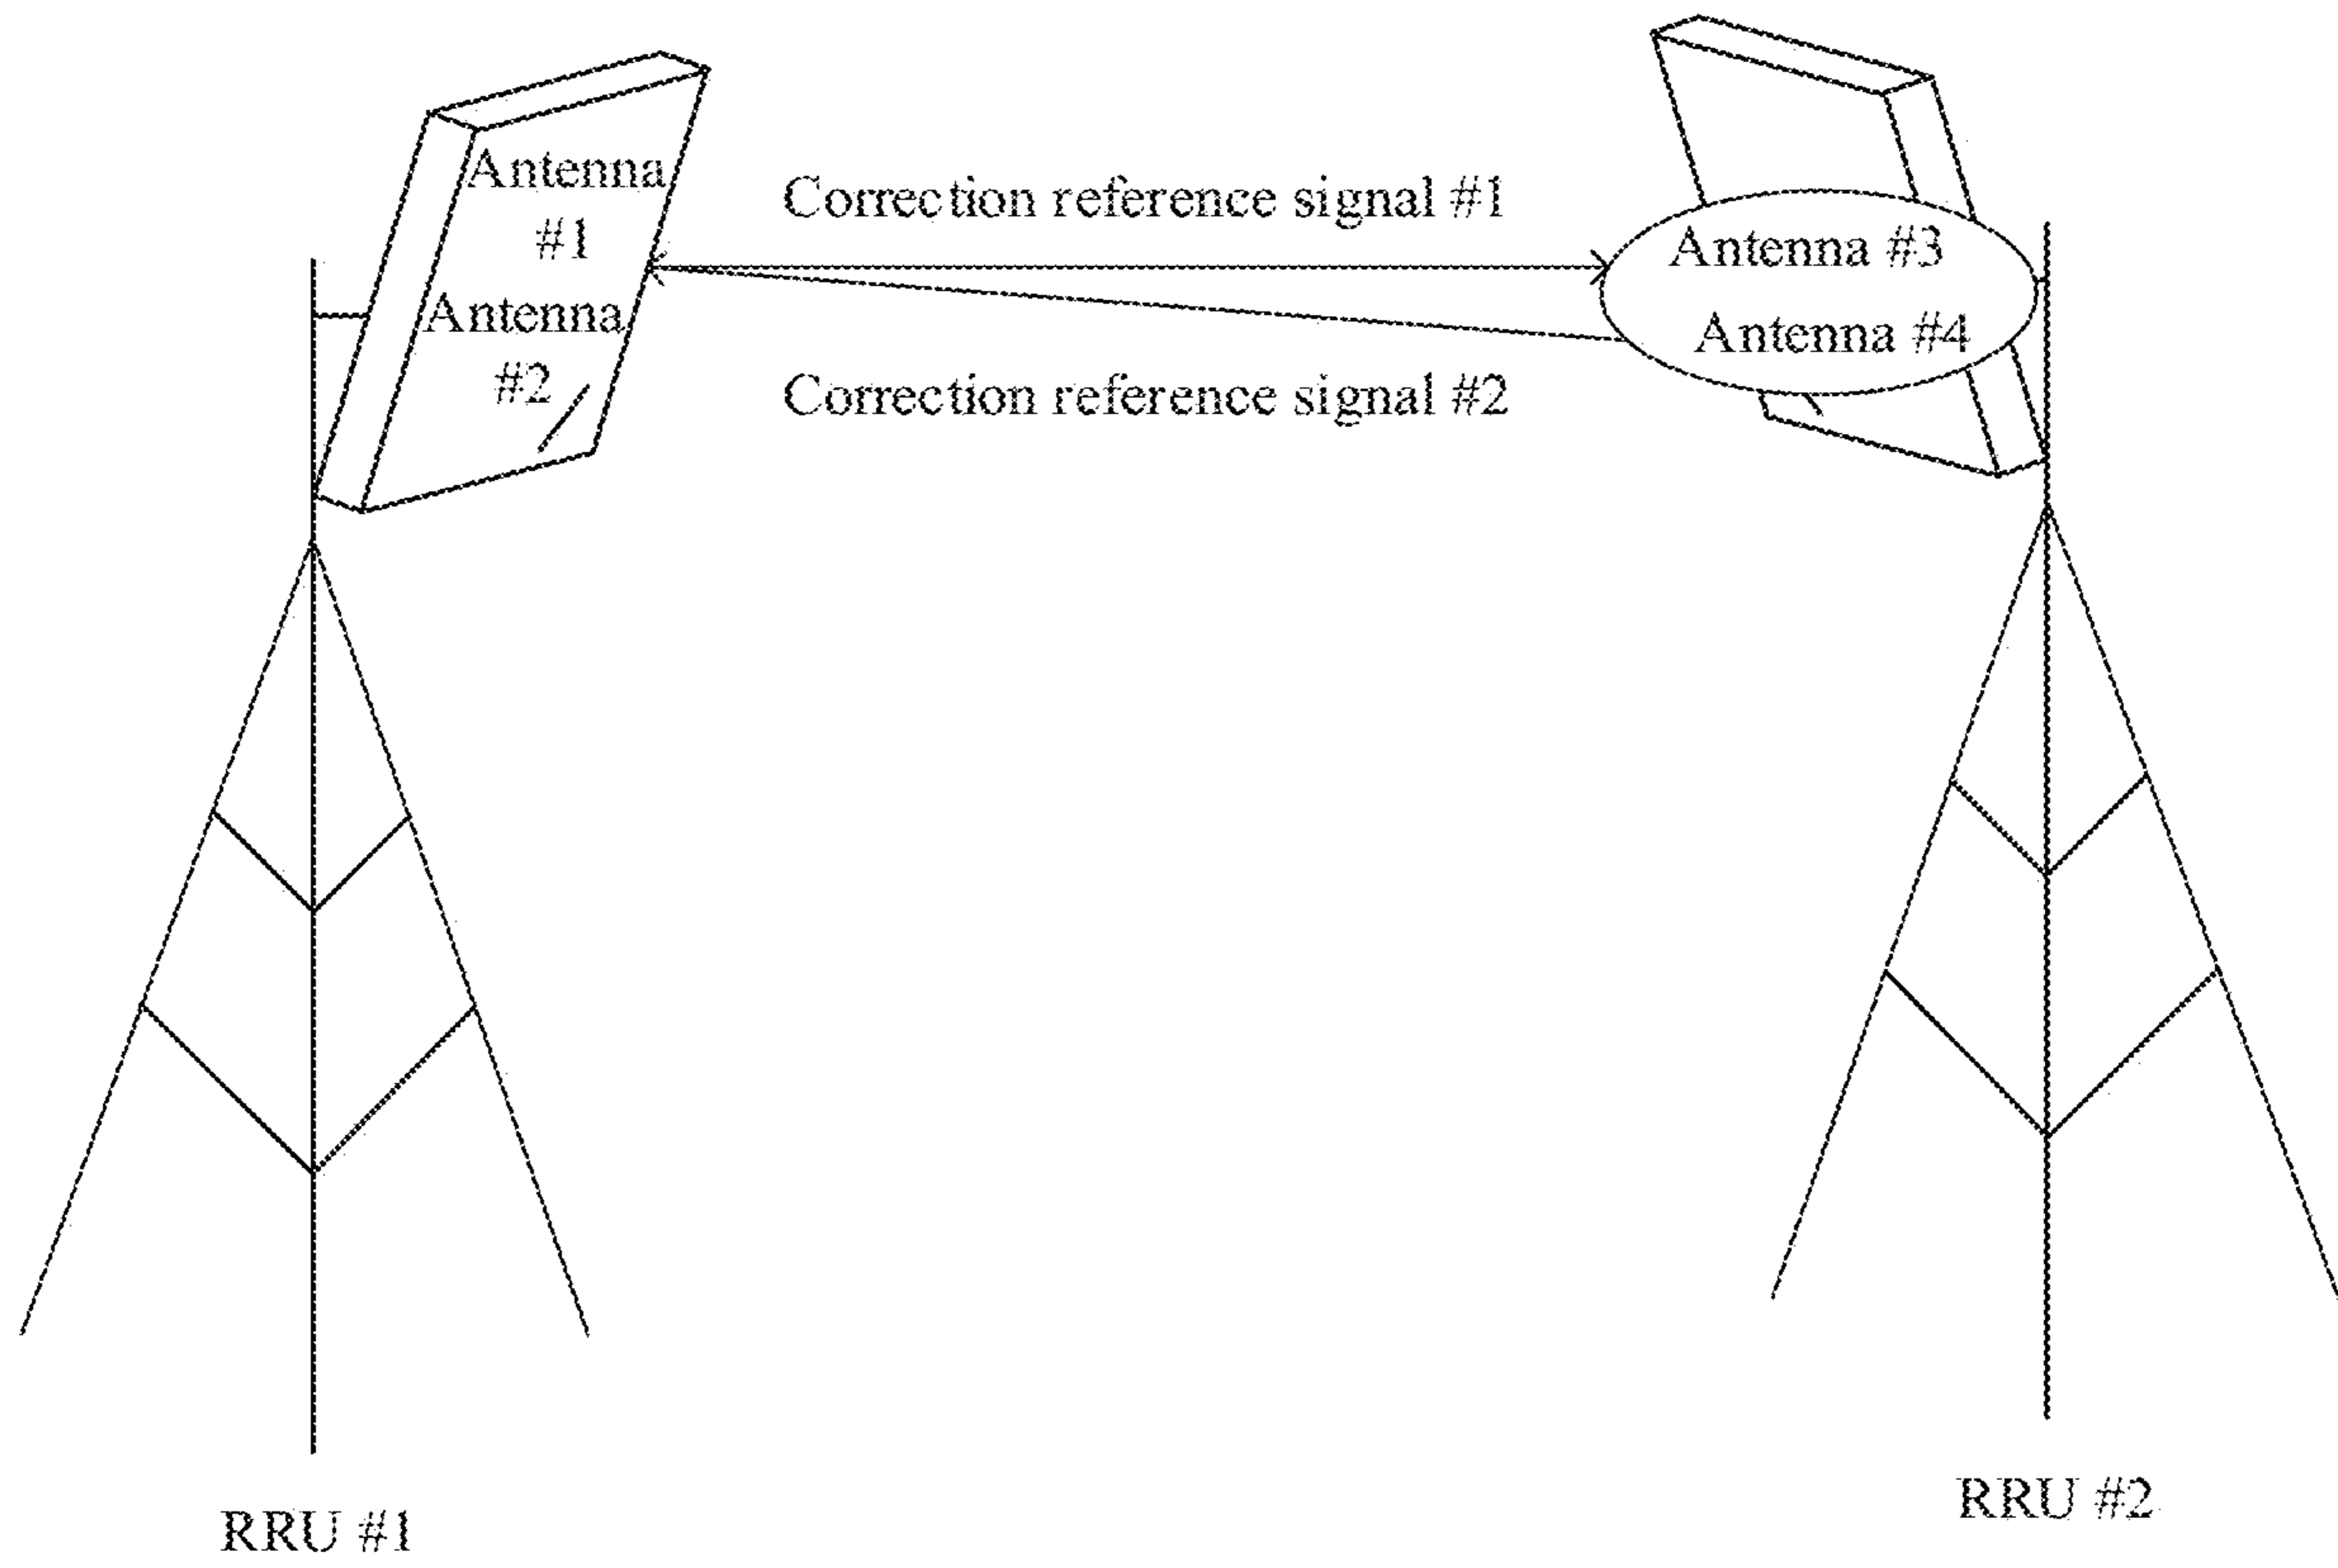 Antenna
#1
Antenna
#2
Correction reference signal #1
Correction reference signal #2
Antenna #3
Antenna #4
RRU #1
RRU #2